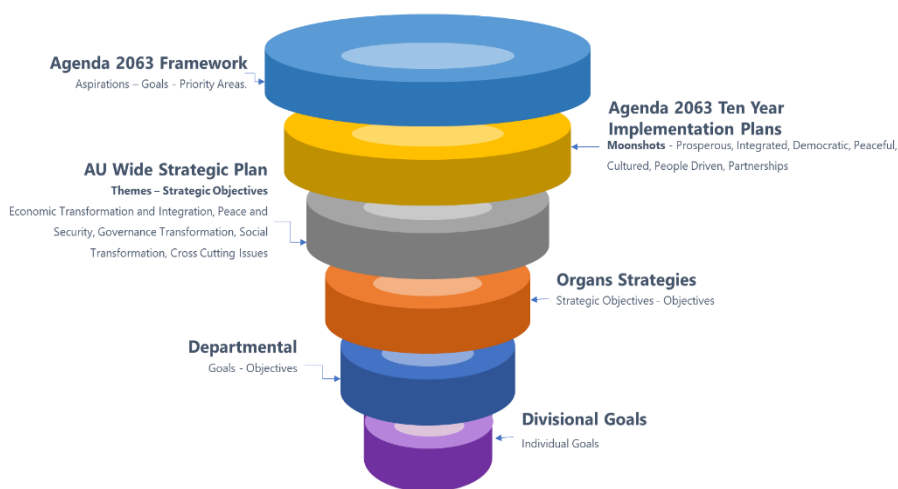 Agenda 2063 Framework
Aspirations – Goals - Priority Areas.
Agenda 2063 Ten Year
Implementation Plans
Moonshots - Prosperous, Integrated, Democratic, Peaceful,
Cultured, People Driven, Partnerships
AU Wide Strategic Plan
Themes – Strategic Objectives
Economic Transformation and Integration, Peace and
Security, Governance Transformation, Social
Transformation, Cross Cutting Issues
Organs Strategies
Strategic Objectives - Objectives
Departmental
Goals - Objectives
Divisional Goals
Individual Goals